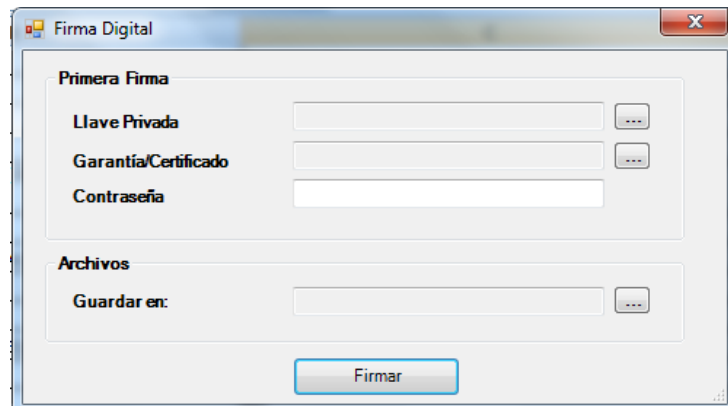 Firma Digital
Primera Firma
Llave Privada
...
Garantía/Certificado
...
Contraseña
Archivos
Guardar en:
...
Firmar